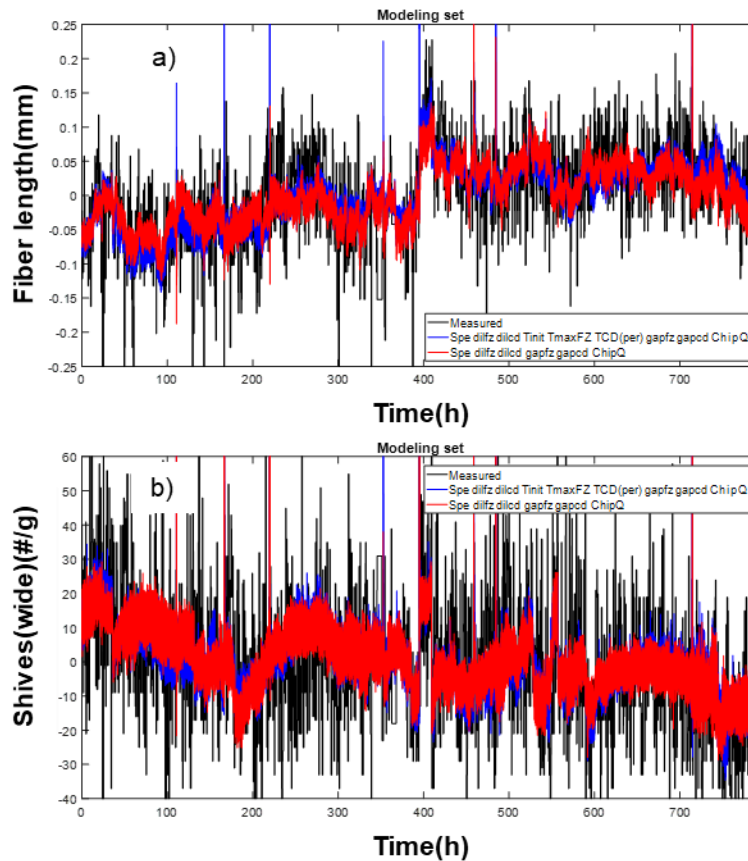 Modeling set
a)
Fiber length(mm)
0.25
0.2
0.15
0.1
0.05
0
-0.05
-0.1
-0.15
-0.2
-0.25
Measured
Spe dilfz dilcd Tinit TmaxFZ TCD(per) gapfz gapcd ChipQ
Spe dilfz dilcd gapfz gapcd ChipQ
0 100 200 300 400 500 600 700
Time(h)
Modeling set
b)
Shives(wide)(#/g)
60
50
40
30
20
10
0
-10
-20
-30
-40
Measured
Spe dilfz dilcd Tinit TmaxFZ TCD(per) gapfz gapcd ChipQ
Spe dilfz dilcd gapfz gapcd ChipQ
0 100 200 300 400 500 600 700
Time(h)